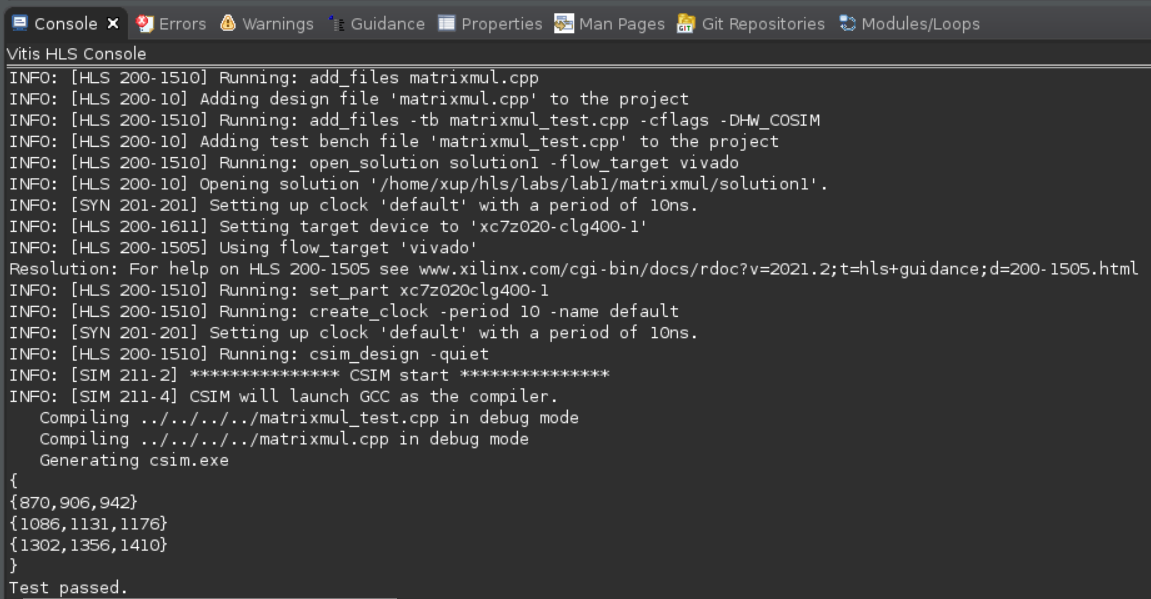 Console Errors Warnings Guidance Properties Man Pages Git Repositories Modules/Loops
Vitis HLS Console
INFO: [HLS 200-1510] Running: add_files matrixmul.cpp
INFO: [HLS 200-10] Adding design file 'matrixmul.cpp' to the project
INFO: [HLS 200-1510] Running: add_files -tb matrixmul_test.cpp -cflags -DHW_COSIM
INFO: [HLS 200-10] Adding test bench file 'matrixmul_test.cpp' to the project
INFO: [HLS 200-1510] Running: open_solution solution1 -flow_target vivado
INFO: [HLS 200-10] Opening solution '/home/xup/hls/labs/lab1/matrixmul/solution1'.
INFO: [SYN 201-201] Setting up clock 'default' with a period of 10ns.
INFO: [HLS 200-1611] Setting target device to 'xc7z020-clg400-1'
INFO: [HLS 200-1505] Using flow_target 'vivado'
Resolution: For help on HLS 200-1505 see www.xilinx.com/cgi-bin/docs/rdoc?v=2021.2;t=hls+guidance;d=200-1505.html
INFO: [HLS 200-1510] Running: set_part xc7z020clg400-1
INFO: [HLS 200-1510] Running: create_clock -period 10 -name default
INFO: [SYN 201-201] Setting up clock 'default' with a period of 10ns.
INFO: [HLS 200-1510] Running: csim_design -quiet
INFO: [SIM 211-2] *************** CSIM start ***************
INFO: [SIM 211-4] CSIM will launch GCC as the compiler.
Compiling ../../../../matrixmul_test.cpp in debug mode
Compiling ../../../../matrixmul.cpp in debug mode
Generating csim.exe
{
{870,906,942}
{1086,1131,1176}
{1302,1356,1410}
}
Test passed.